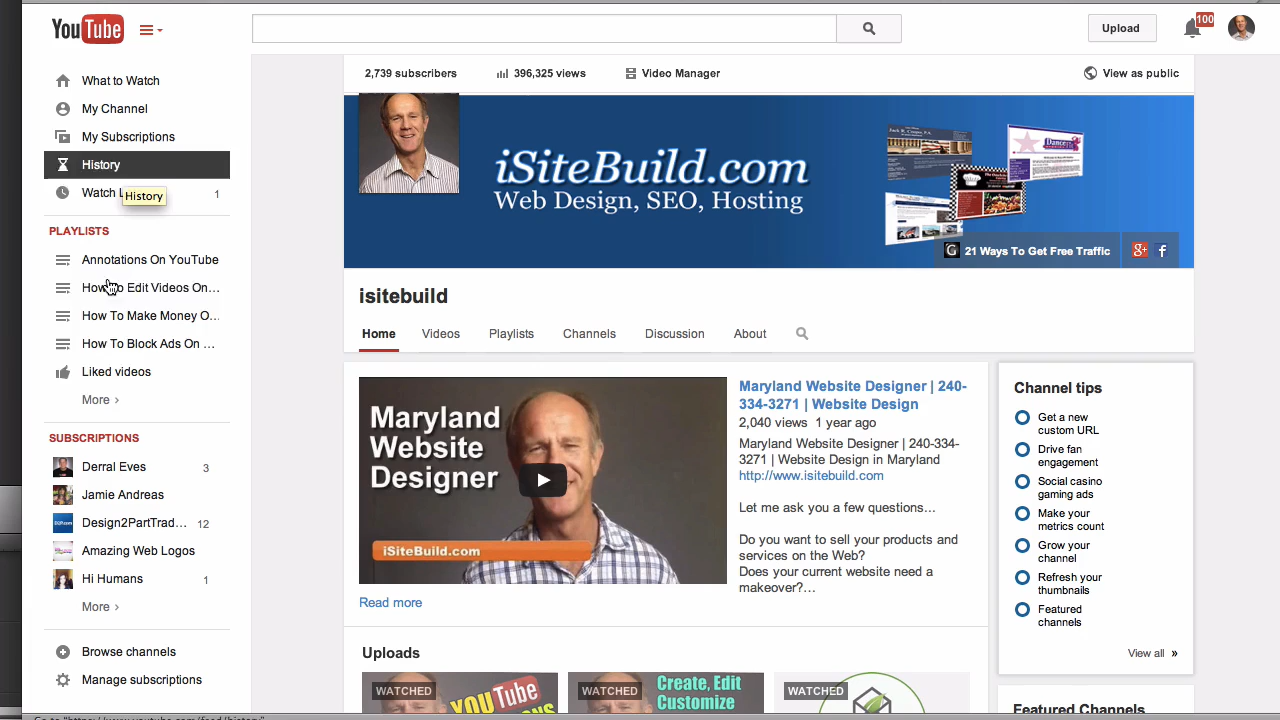 YouTube
Upload
100
What to Watch
My Channel
My Subscriptions
History
Watch L
1
History
PLAYLISTS
Annotations On YouTube
How To Edit Videos On...
How To Make Money O...
How To Block Ads On ...
Liked videos
More ›
SUBSCRIPTIONS
Derral Eves 3
Jamie Andreas
Design2PartTrad... 12
Amazing Web Logos
Hi Humans 1
More ›
Browse channels
Manage subscriptions
2,739 subscribers
396,325 views
Video Manager
View as public
iSiteBuild.com
Web Design, SEO, Hosting
21 Ways To Get Free Traffic
isitebuild
Home Videos Playlists Channels Discussion About
Maryland
Website
Designer
iSiteBuild.com
Read more
Maryland Website Designer | 240-
334-3271 | Website Design
2,040 views 1 year ago
Maryland Website Designer | 240-334-
3271 | Website Design in Maryland
http://www.isitebuild.com
Let me ask you a few questions...
Do you want to sell your products and
services on the Web?
Does your current website need a
makeover?...
Uploads
WATCHED
YouTube
WATCHED
Create, Edit
Customize
WATCHED
Channel tips
Get a new
custom URL
Drive fan
engagement
Social casino
gaming ads
Make your
metrics count
Grow your
channel
Refresh your
thumbnails
Featured
channels
View all »
Featured Channels